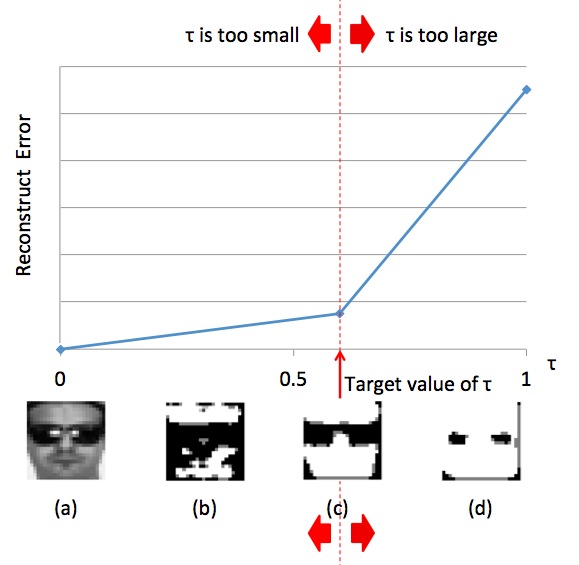 τ is too small
τ is too large
Reconstruct Error
0
0.5
1
τ
Target value of τ
(a)
(b)
(c)
(d)